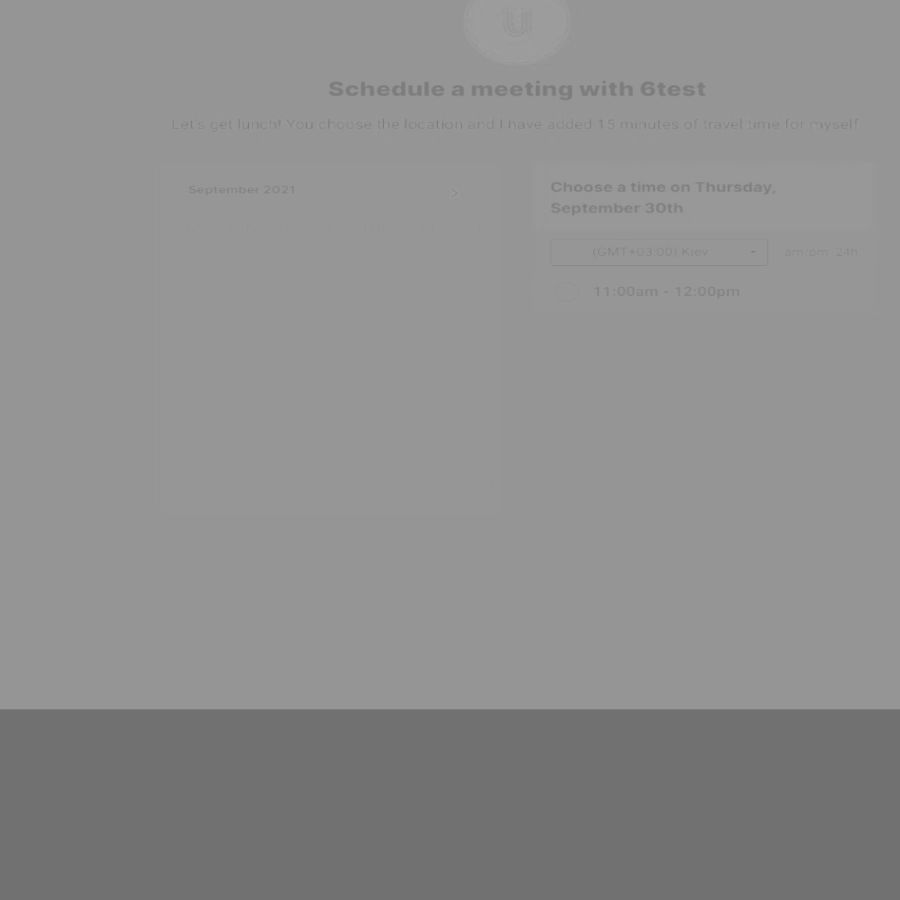 Schedule a meeting with 6test
Let's get lunch! You choose the location and I have added 15 minutes of travel time for myself
September 2021
Choose a time on Thursday,
September 30th
(GMT+03:00) Kiev
am/pm 24h
11:00am - 12:00pm